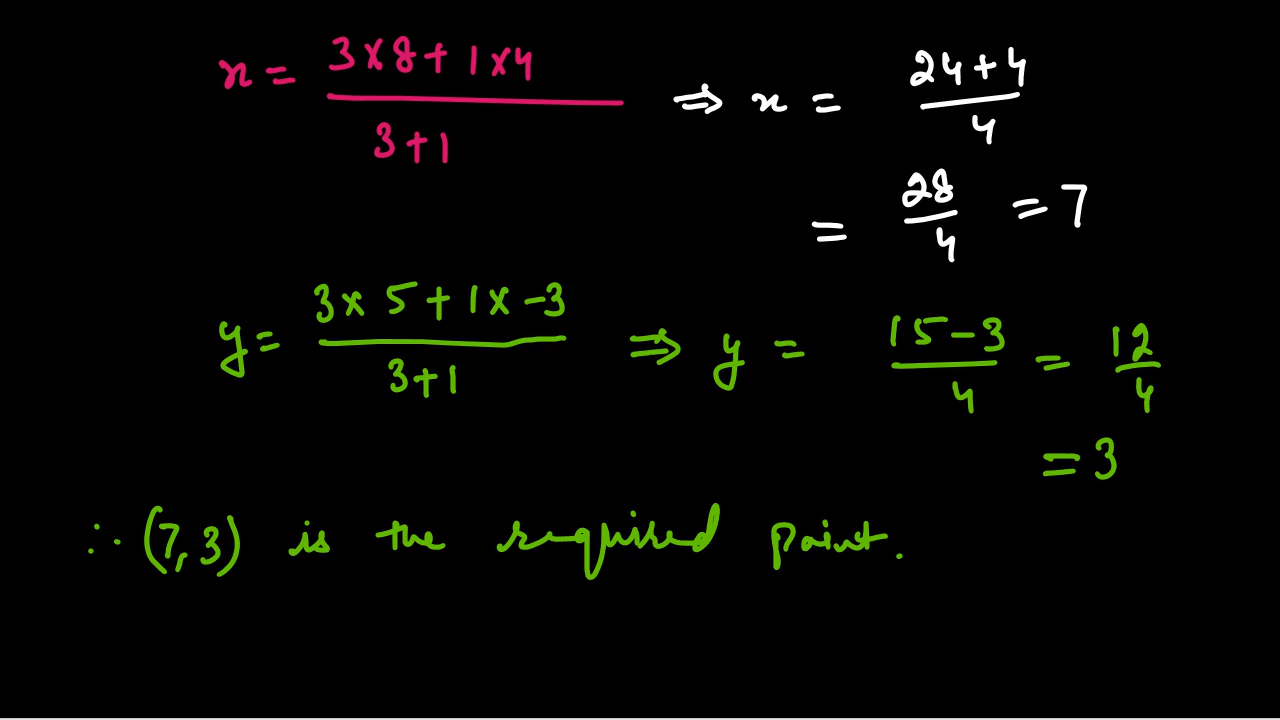 x = (3 × 8 + 1 × 4)/(3 + 1) ⇒ x = (24 + 4)/4
= 28/4 = 7
y = (3 × 5 + 1 × -3)/(3 + 1) ⇒ y = (15 - 3)/4 = 12/4
= 3
∴ (7, 3) is the required point.